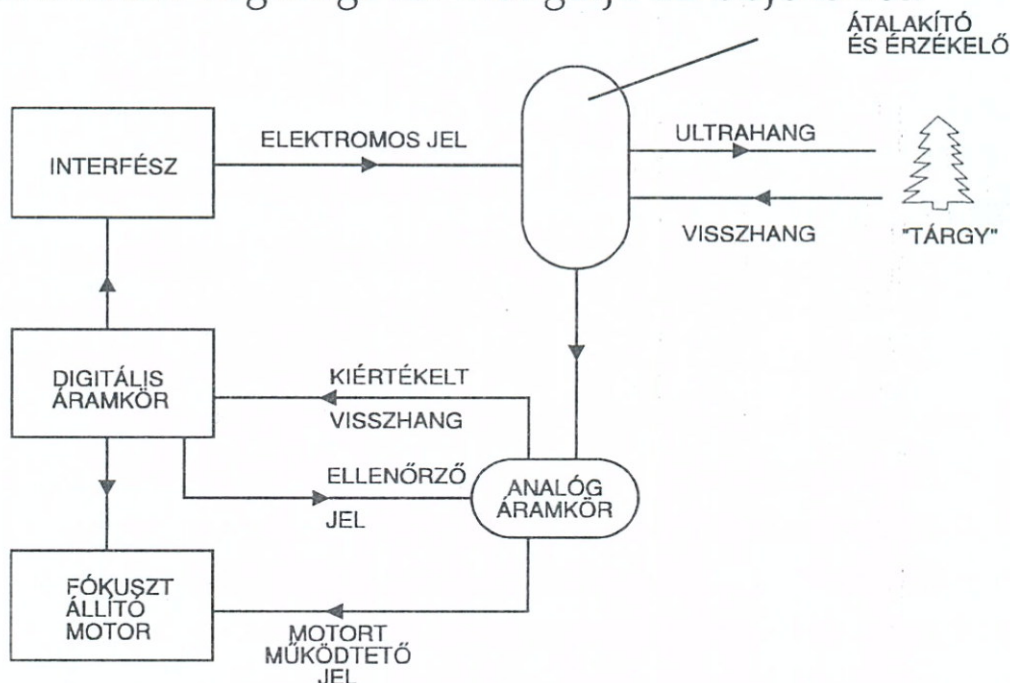 ÁTALAKÍTÓ
ÉS ÉRZÉKELŐ
INTERFÉSZ
ELEKTROMOS JEL
ULTRAHANG
VISSZHANG
"TÁRGY"
DIGITÁLIS
ÁRAMKÖR
KIÉRTÉKELT
VISSZHANG
ELLENŐRZŐ
JEL
ANALÓG
ÁRAMKÖR
FÓKUSZT
ÁLLÍTÓ
MOTOR
MOTORT
MŰKÖDTETŐ
JEL